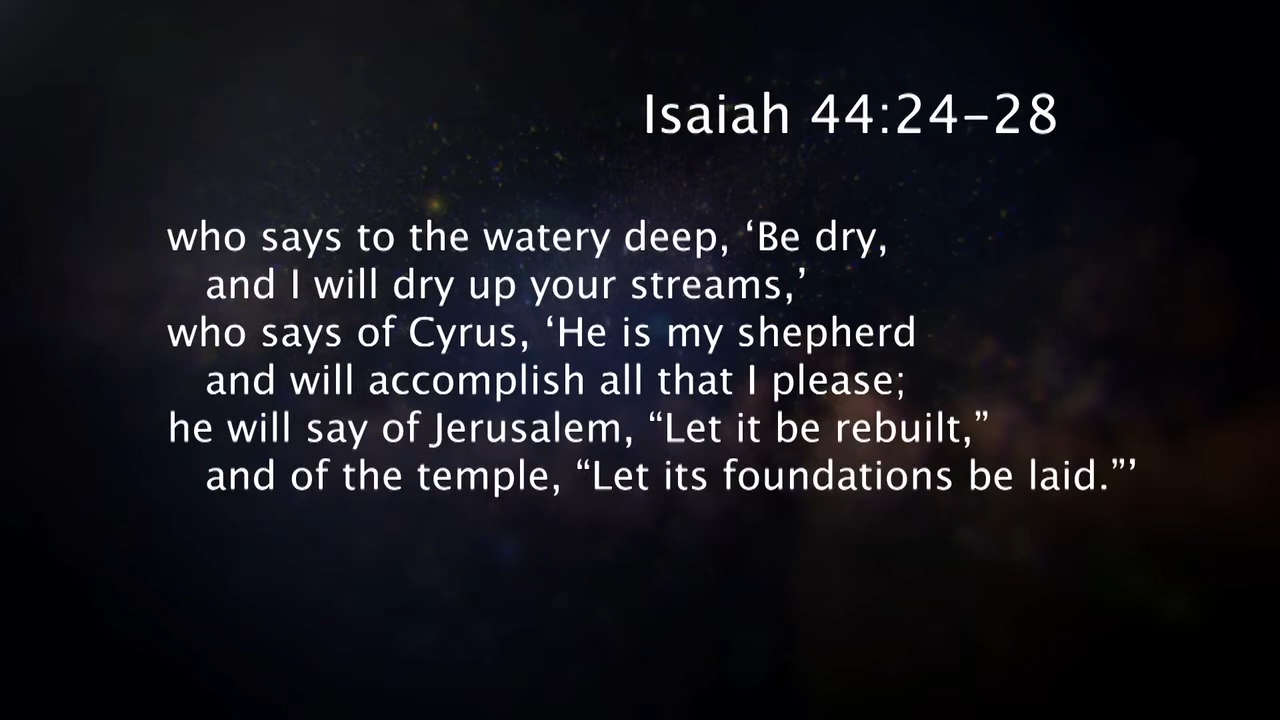 Isaiah 44:24–28
who says to the watery deep, ‘Be dry,
and I will dry up your streams,’
who says of Cyrus, ‘He is my shepherd
and will accomplish all that I please;
he will say of Jerusalem, “Let it be rebuilt,”
and of the temple, “Let its foundations be laid.”’